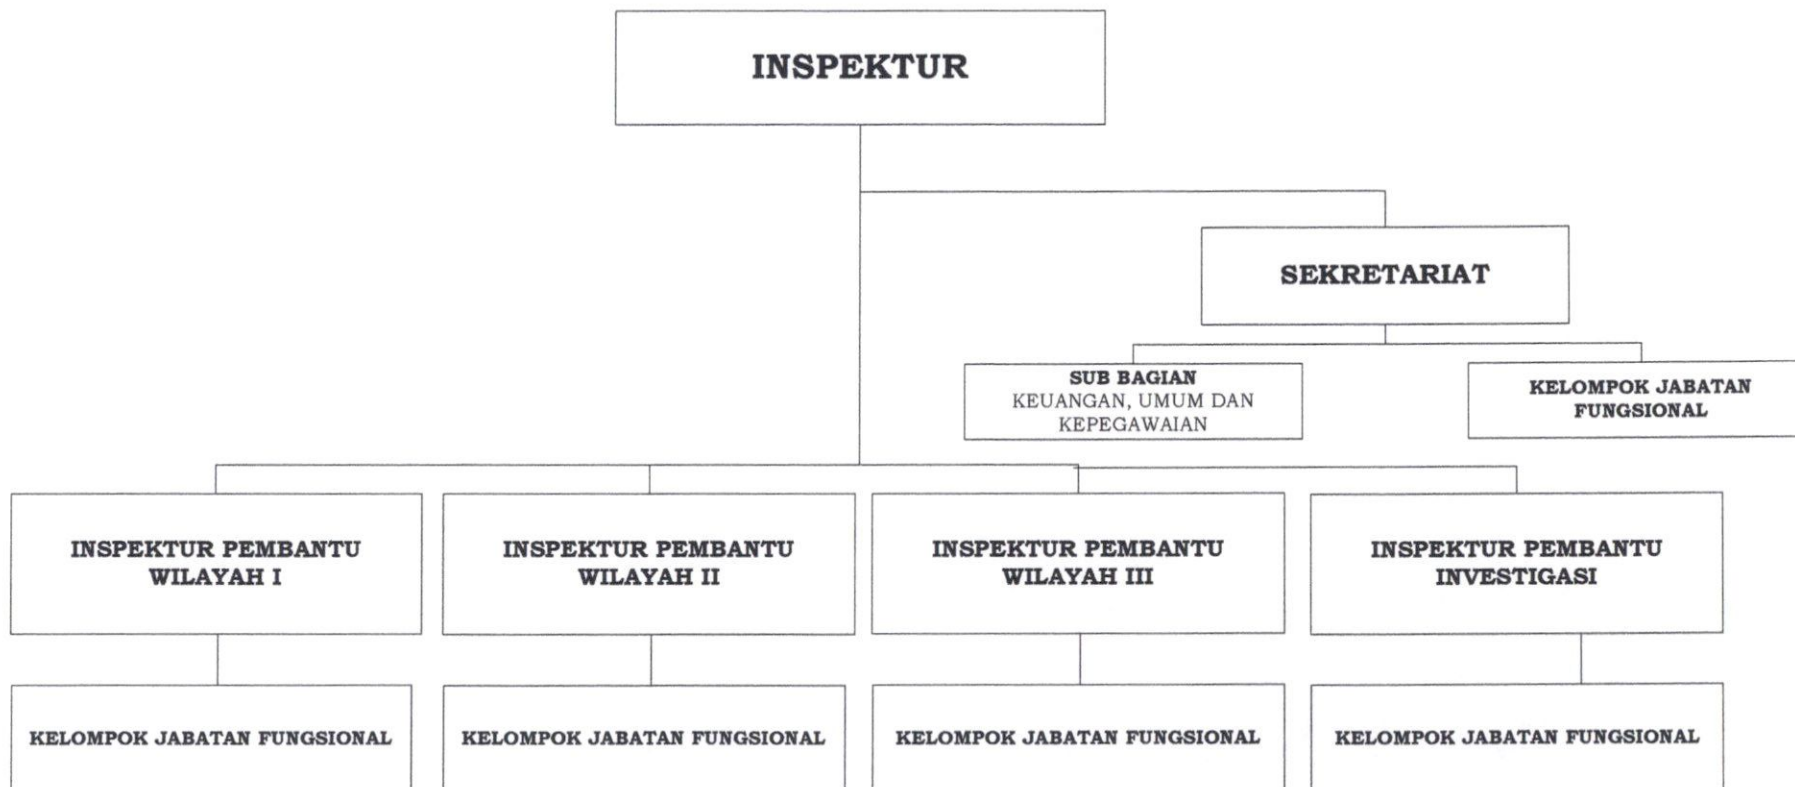 INSPEKTUR
SEKRETARIAT
SUB BAGIAN
KEUANGAN, UMUM DAN
KEPEGAWAIAN
KELOMPOK JABATAN
FUNGSIONAL
INSPEKTUR PEMBANTU
WILAYAH I
INSPEKTUR PEMBANTU
WILAYAH II
INSPEKTUR PEMBANTU
WILAYAH III
INSPEKTUR PEMBANTU
INVESTIGASI
KELOMPOK JABATAN FUNGSIONAL
KELOMPOK JABATAN FUNGSIONAL
KELOMPOK JABATAN FUNGSIONAL
KELOMPOK JABATAN FUNGSIONAL